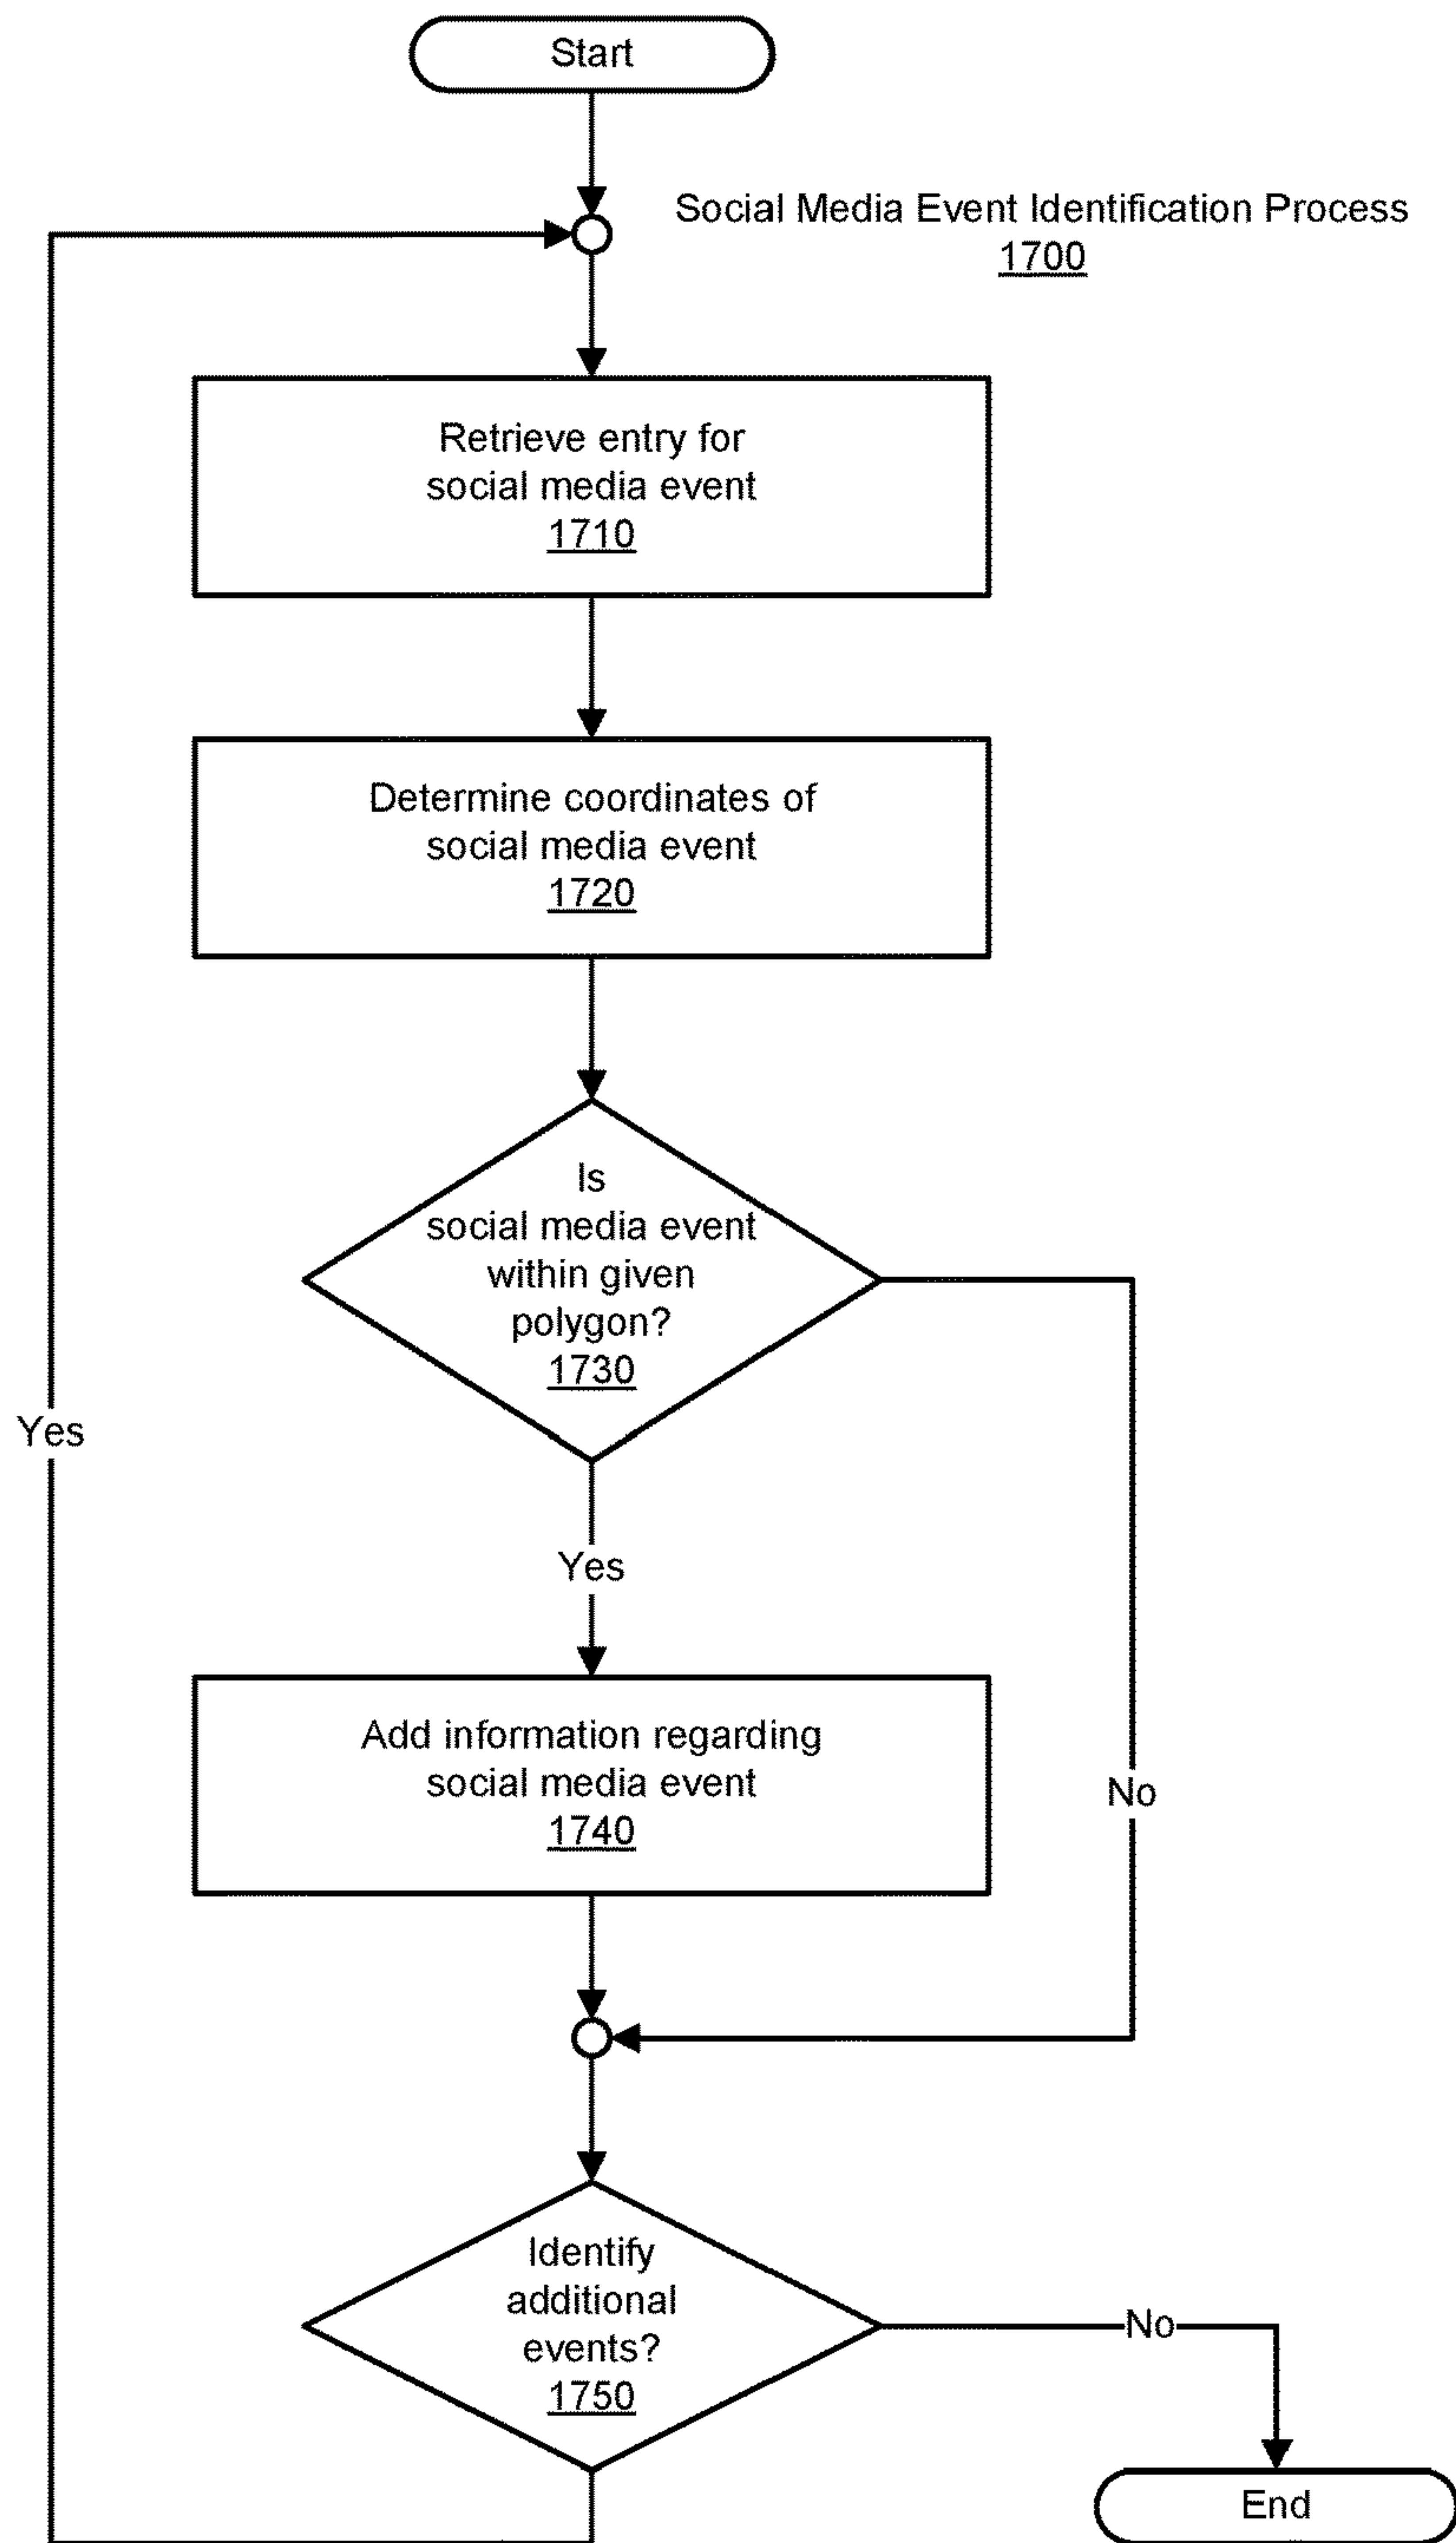 Start
Social Media Event Identification Process
1700
Retrieve entry for
social media event
1710
Determine coordinates of
social media event
1720
Is
social media event
within given
polygon?
1730
Yes
Yes
Add information regarding
social media event
1740
No
Identify
additional
events?
1750
No
End